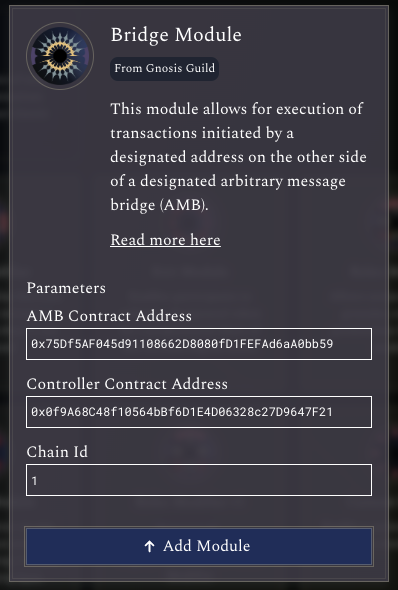 Bridge Module
From Gnosis Guild
This module allows for execution of
transactions initiated by a
designated address on the other side
of a designated arbitrary message
bridge (AMB).
Read more here
Parameters
AMB Contract Address
0x75Df5AF045d91108662D8080fD1FEFAd6aA0bb59
Controller Contract Address
0x0f9A68C48f10564bBf6D1E4D06328c27D9647F21
Chain Id
1
Add Module